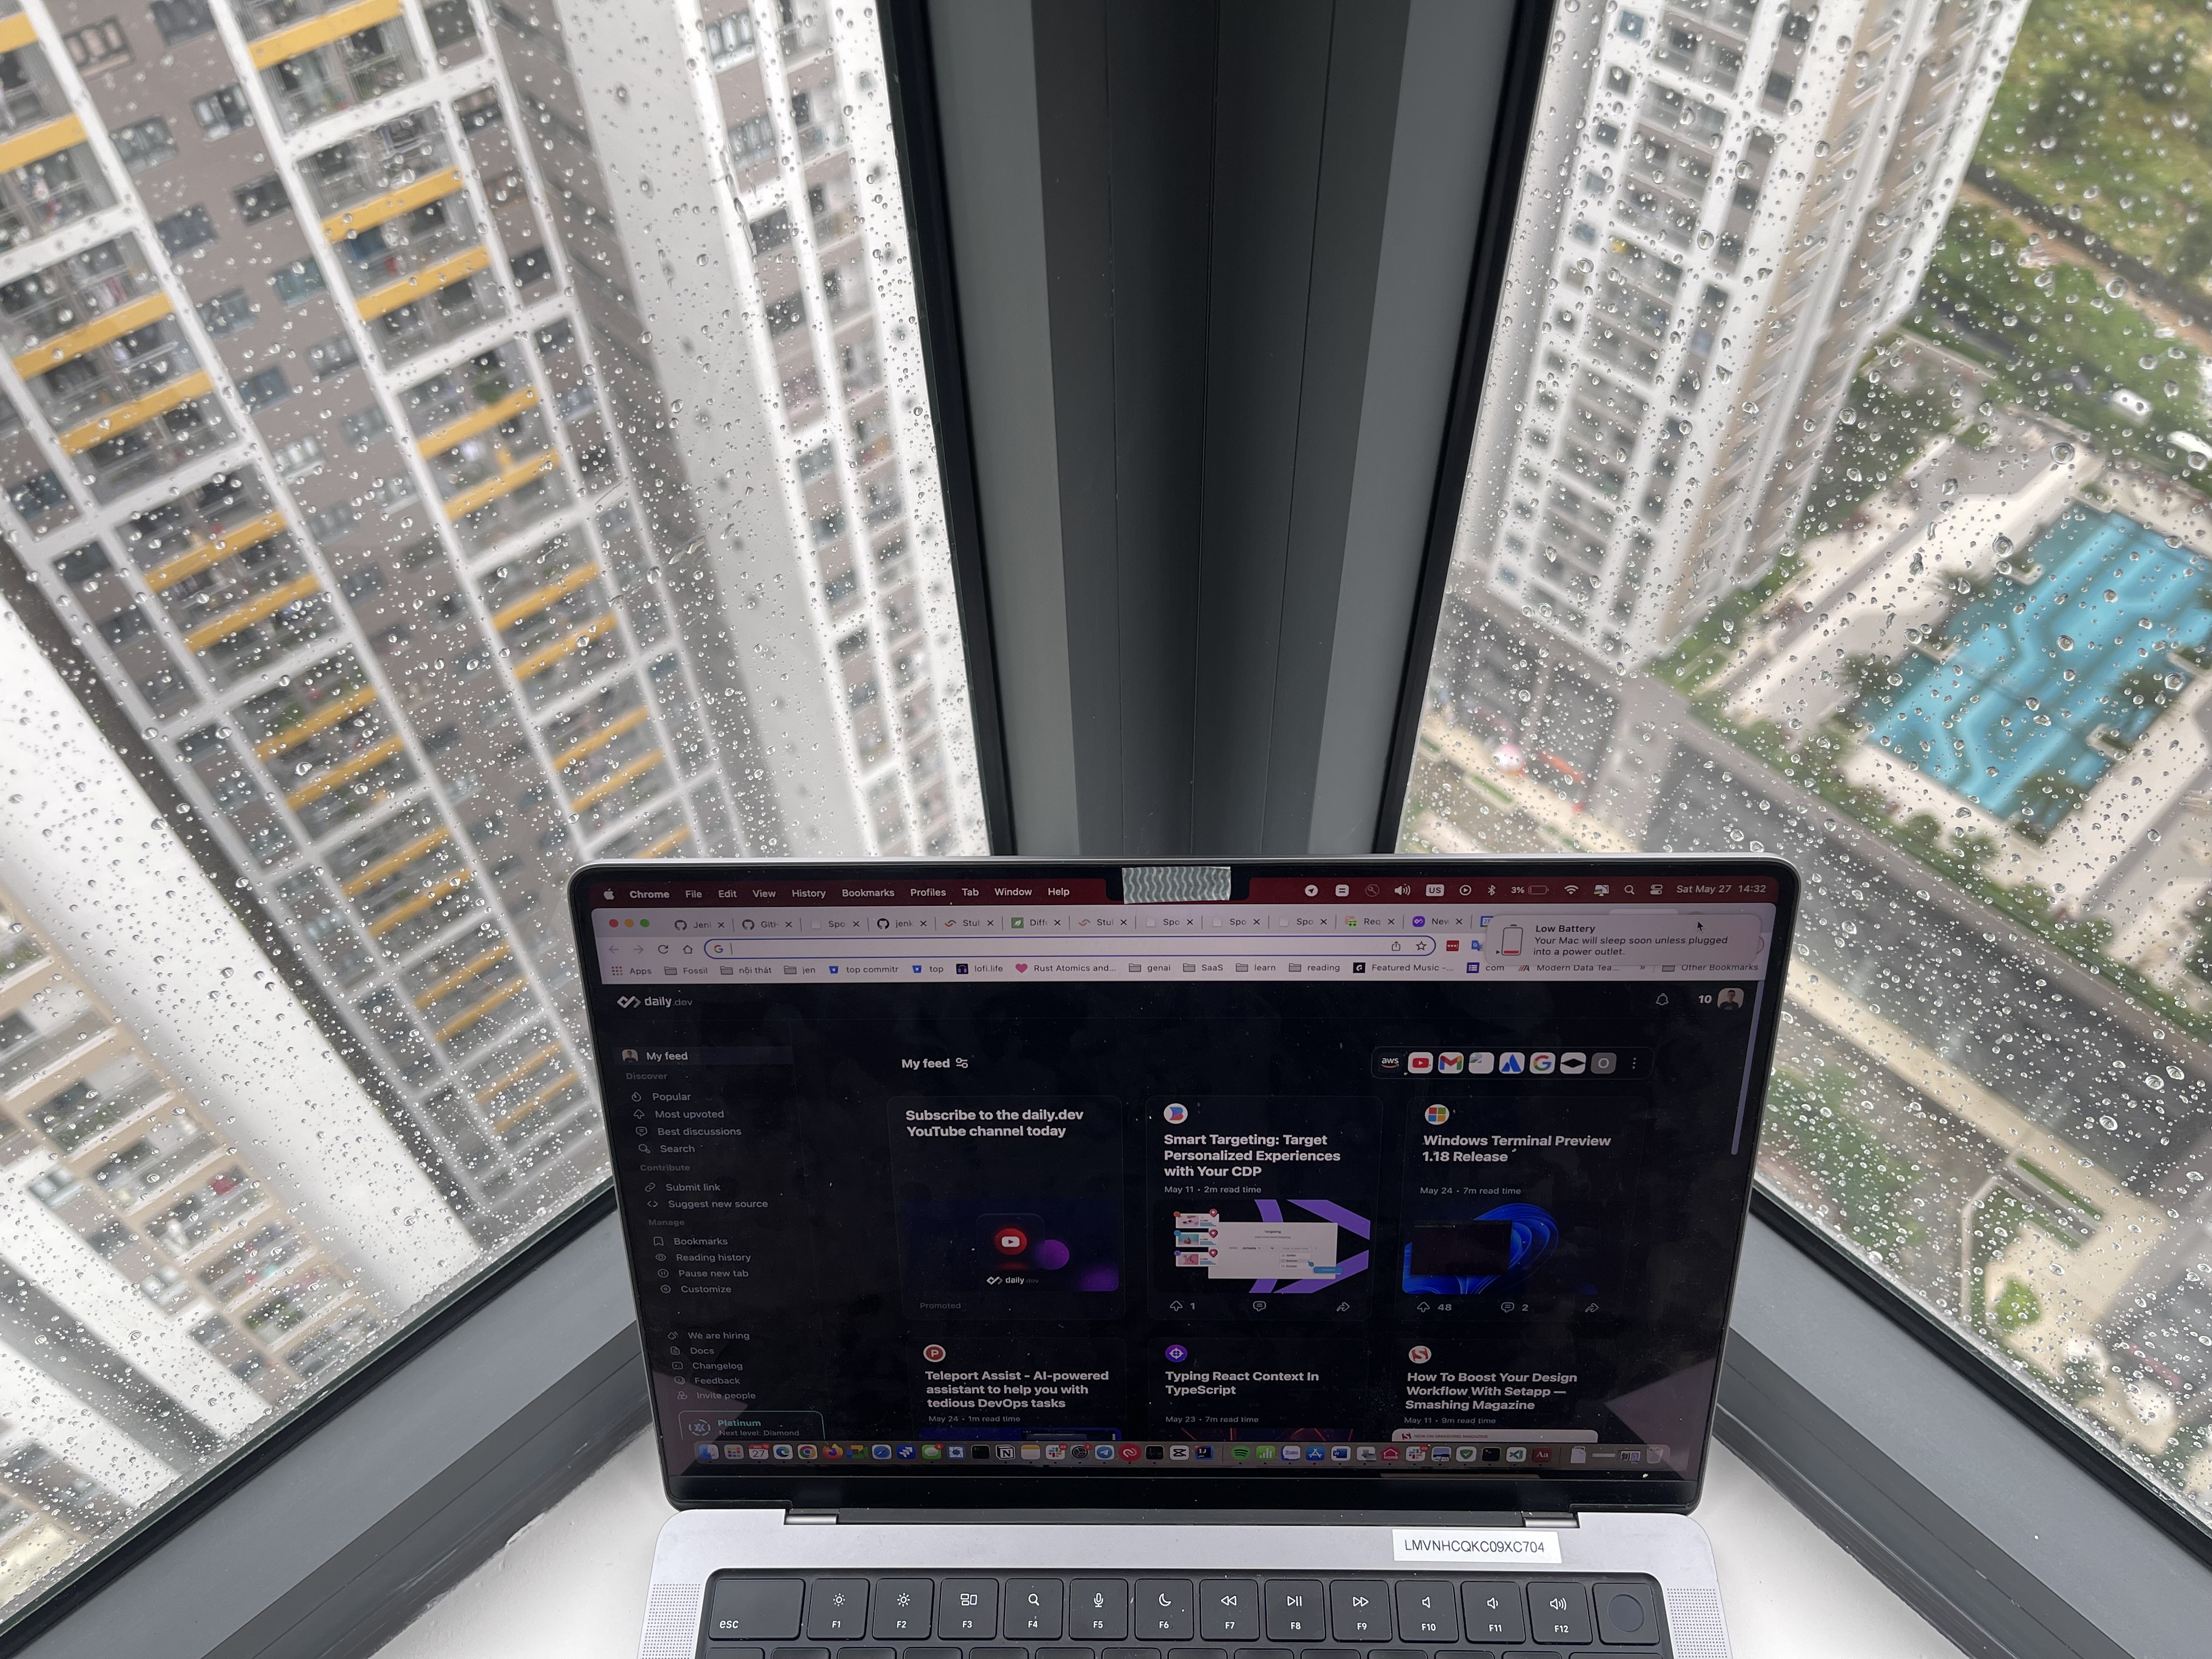 Chrome File Edit View History Bookmarks Profiles Tab Window Help US 3% Sat May 27 14:32
Jen Gith Spo jenk Stu Diff Stu Spo Spo Spo Req New
Low Battery
Your Mac will sleep soon unless plugged
into a power outlet.
Apps Fossil nội thất jen top commitr top lofi.life Rust Atomics and... genai SaaS learn reading Featured Music -... com Modern Data Tea... » Other Bookmarks
daily.dev
10
My feed
Discover
Popular
Most upvoted
Best discussions
Search
Contribute
Submit link
Suggest new source
Manage
Bookmarks
Reading history
Pause new tab
Customize
We are hiring
Docs
Changelog
Feedback
Invite people
Platinum
Next level: Diamond
My feed
aws
Subscribe to the daily.dev
YouTube channel today
daily.dev
Promoted
Smart Targeting: Target
Personalized Experiences
with Your CDP
May 11 • 2m read time
1
Windows Terminal Preview
1.18 Release
May 24 • 7m read time
48 2
Teleport Assist - AI-powered
assistant to help you with
tedious DevOps tasks
May 24 • 1m read time
Typing React Context In
TypeScript
May 23 • 7m read time
How To Boost Your Design
Workflow With Setapp —
Smashing Magazine
May 11 • 9m read time
LMVNHCQKC09XC704
esc F1 F2 F3 F4 F5 F6 F7 F8 F9 F10 F11 F12